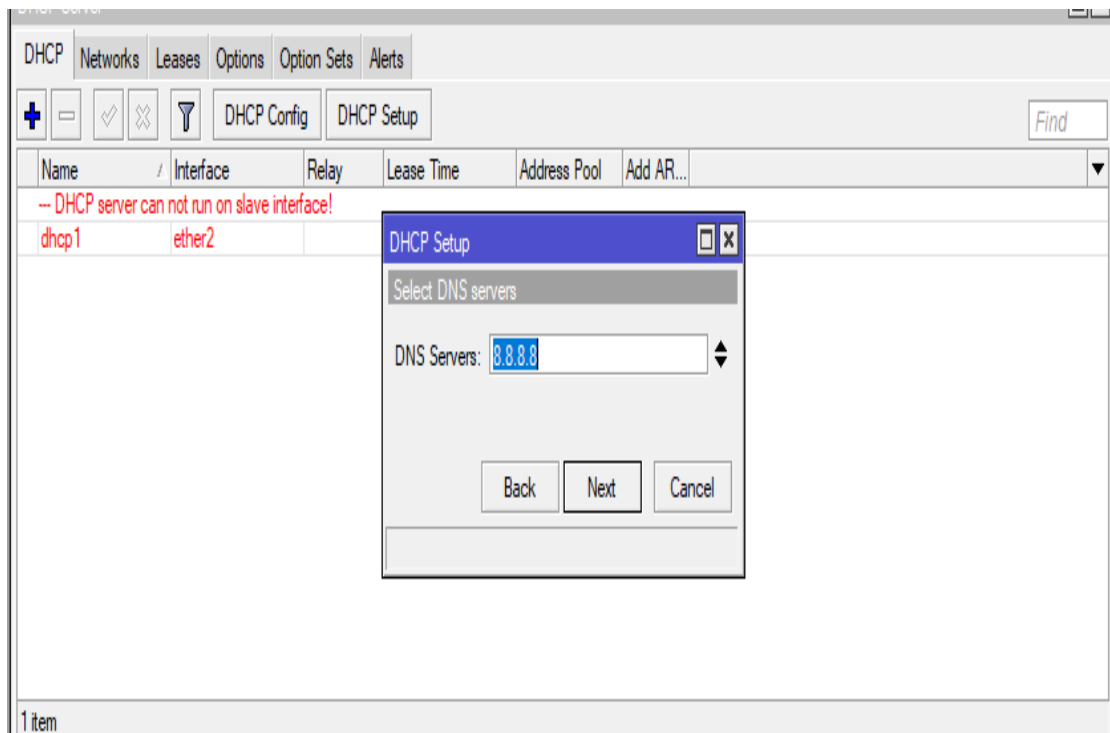 DHCP Server
DHCP Networks Leases Options Option Sets Alerts
DHCP Config DHCP Setup Find
Name Interface Relay Lease Time Address Pool Add AR...
--- DHCP server can not run on slave interface!
dhcp1 ether2
DHCP Setup
Select DNS servers
DNS Servers: 8.8.8.8
Back Next Cancel
1 item